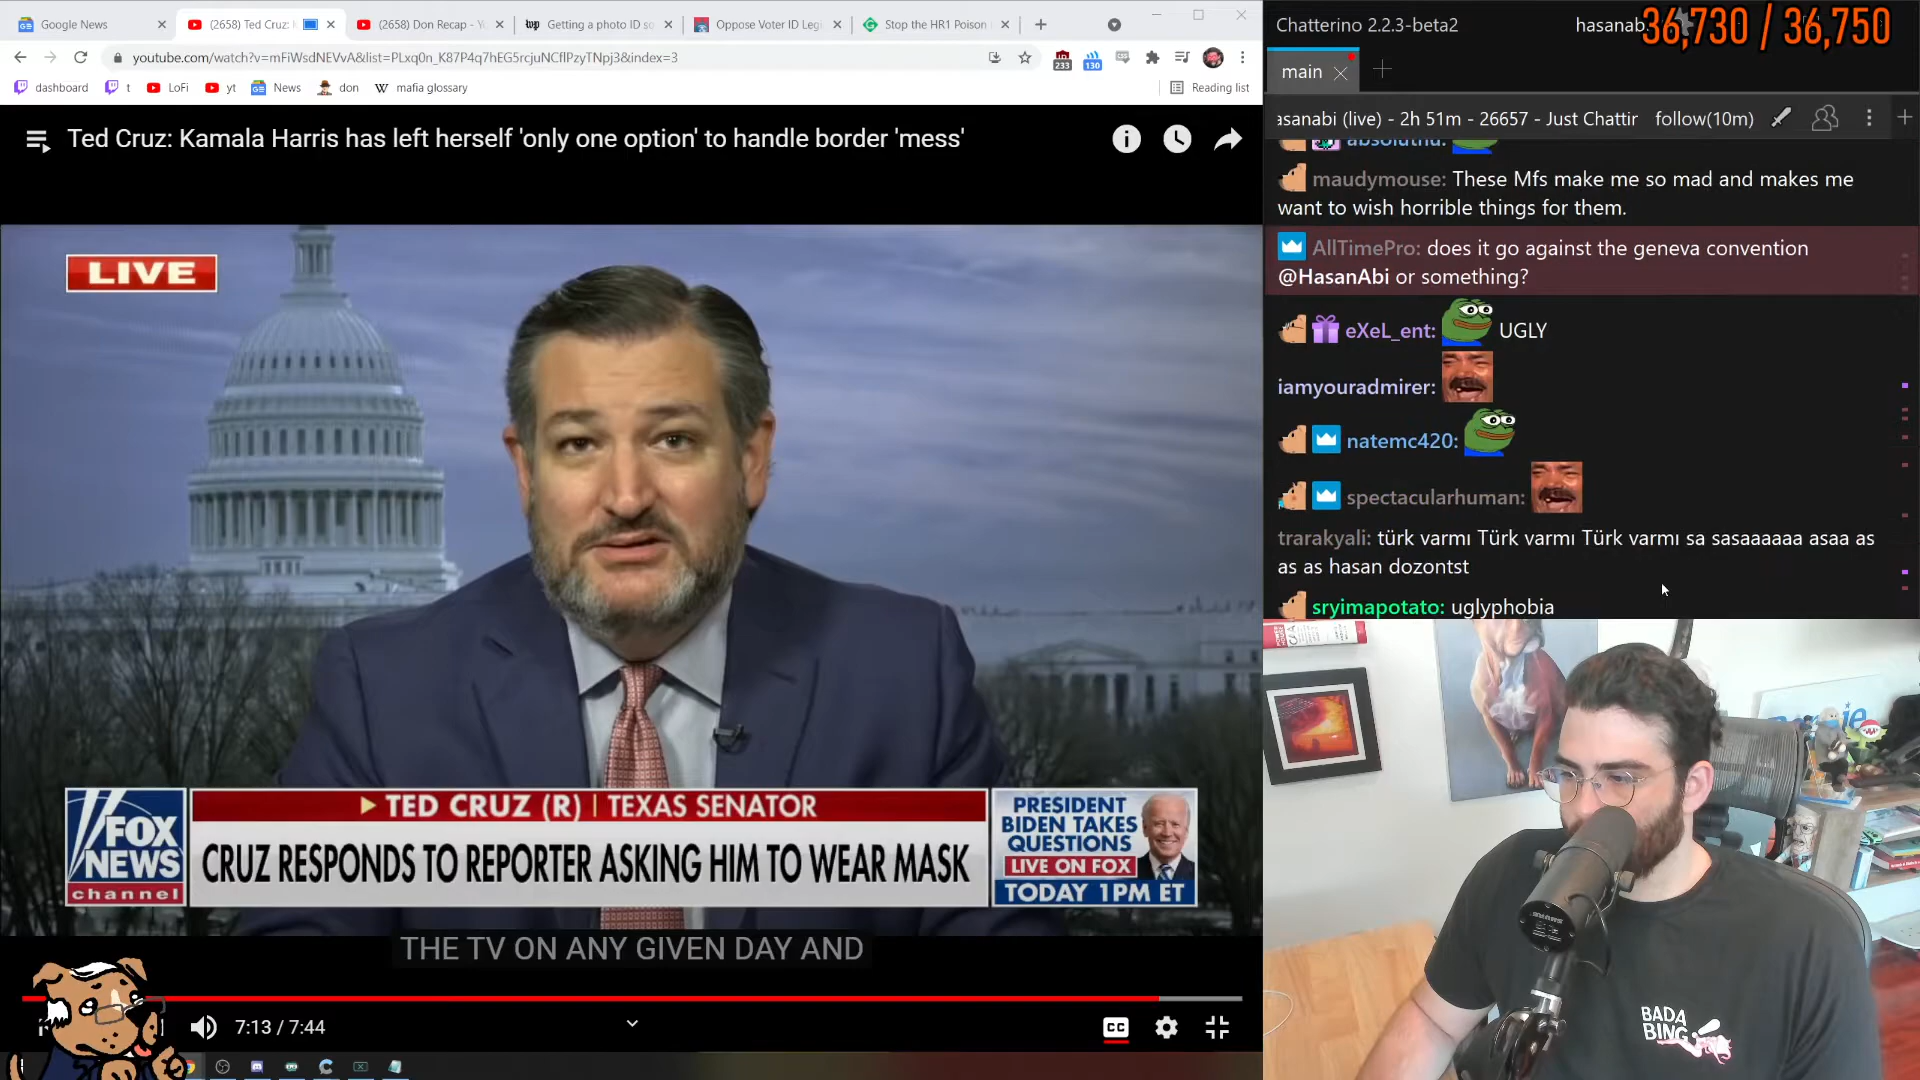 Google News
(2658) Ted Cruz:
(2658) Don Recap - Yo
Getting a photo ID so
Oppose Voter ID Legi
Stop the HR1 Poison
youtube.com/watch?v=mFiWsdNEVvA&list=PLxq0n_K87P4q7hEG5rcjuNCflPzyTNpj3&index=3
233
130
dashboard
t
LoFi
yt
News
don
mafia glossary
Reading list
Ted Cruz: Kamala Harris has left herself 'only one option' to handle border 'mess'
LIVE
TED CRUZ (R) | TEXAS SENATOR
FOX NEWS channel
CRUZ RESPONDS TO REPORTER ASKING HIM TO WEAR MASK
PRESIDENT
BIDEN TAKES
QUESTIONS
LIVE ON FOX
TODAY 1PM ET
THE TV ON ANY GIVEN DAY AND
7:13 / 7:44
CC
Chatterino 2.2.3-beta2
hasanab
36,730 / 36,750
main
asanabi (live) - 2h 51m - 26657 - Just Chattir
follow(10m)
maudymouse: These Mfs make me so mad and makes me
want to wish horrible things for them.
AllTimePro: does it go against the geneva convention
@HasanAbi or something?
eXeL_ent: UGLY
iamyouradmirer:
natemc420:
spectacularhuman:
trarakyali: türk varmı Türk varmı Türk varmı sa sasaaaaaa asaa as
as as hasan dozontst
sryimapotato: uglyphobia
BADA
BING